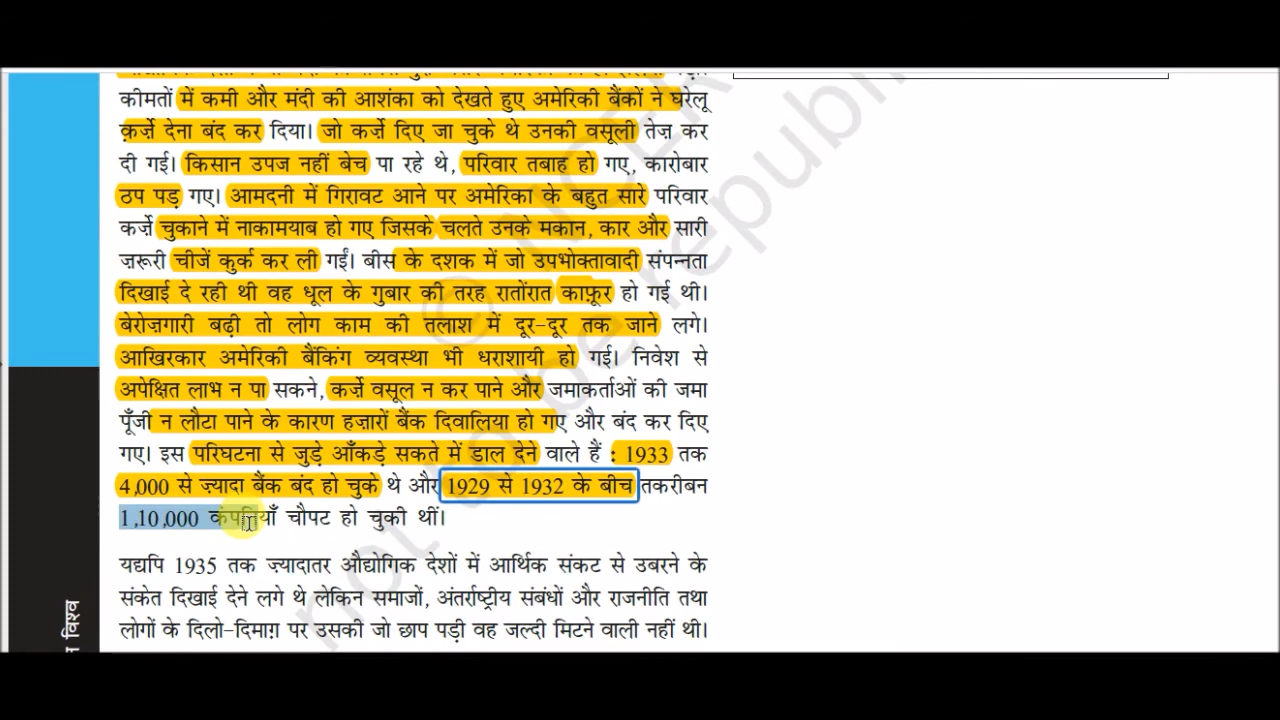 कीमतों में कमी और मंदी की आशंका को देखते हुए अमेरिकी बैंकों ने घरेलू
क़र्ज़े देना बंद कर दिया। जो कर्ज़े दिए जा चुके थे उनकी वसूली तेज़ कर
दी गई। किसान उपज नहीं बेच पा रहे थे, परिवार तबाह हो गए, कारोबार
ठप पड़ गए। आमदनी में गिरावट आने पर अमेरिका के बहुत सारे परिवार
कर्ज़े चुकाने में नाकामयाब हो गए जिसके चलते उनके मकान, कार और सारी
ज़रूरी चीजें कुर्क कर ली गईं। बीस के दशक में जो उपभोक्तावादी संपन्नता
दिखाई दे रही थी वह धूल के गुबार की तरह रातोंरात काफ़ूर हो गई थी।
बेरोज़गारी बढ़ी तो लोग काम की तलाश में दूर-दूर तक जाने लगे।
आखिरकार अमेरिकी बैंकिंग व्यवस्था भी धराशायी हो गई। निवेश से
अपेक्षित लाभ न पा सकने, कर्ज़े वसूल न कर पाने और जमाकर्ताओं की जमा
पूँजी न लौटा पाने के कारण हज़ारों बैंक दिवालिया हो गए और बंद कर दिए
गए। इस परिघटना से जुड़े आँकड़े सकते में डाल देने वाले हैं : 1933 तक
4,000 से ज़्यादा बैंक बंद हो चुके थे और 1929 से 1932 के बीच तकरीबन
1,10,000 कंपनियाँ चौपट हो चुकी थीं।
यद्यपि 1935 तक ज़्यादातर औद्योगिक देशों में आर्थिक संकट से उबरने के
संकेत दिखाई देने लगे थे लेकिन समाजों, अंतर्राष्ट्रीय संबंधों और राजनीति तथा
लोगों के दिलो-दिमाग़ पर उसकी जो छाप पड़ी वह जल्दी मिटने वाली नहीं थी।
विश्व
© NCER
not to be republi